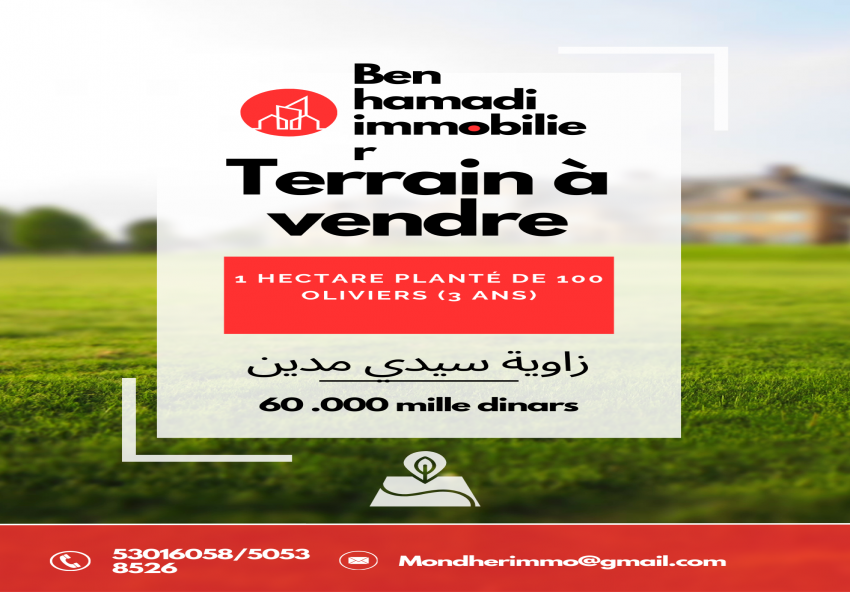 Ben
hamadi
immobilie
r
Terrain à
vendre
1 HECTARE PLANTÉ DE 100
OLIVIERS (3 ANS)
زاوية سيدي مدين
60 .000 mille dinars
53016058/5053
8526
Mondherimmo@gmail.com